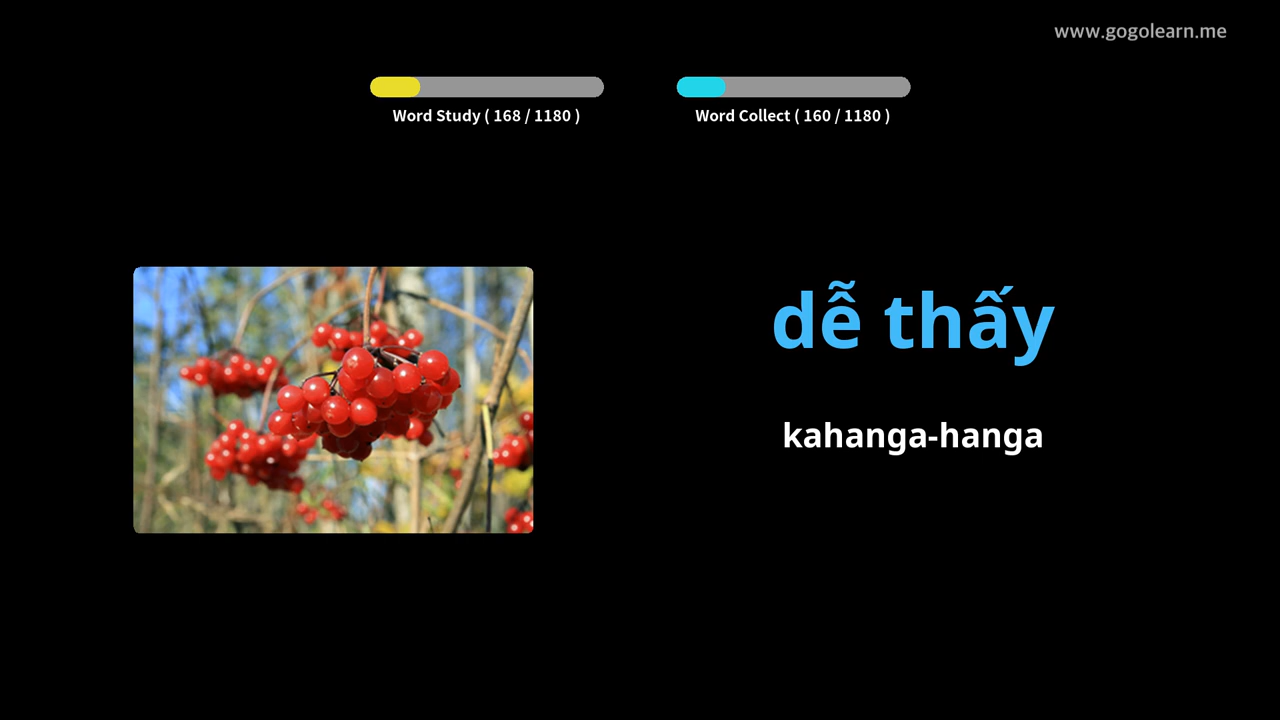 www.gogolearn.me
Word Study ( 168 / 1180 )
Word Collect ( 160 / 1180 )
dễ thấy
kahanga-hanga